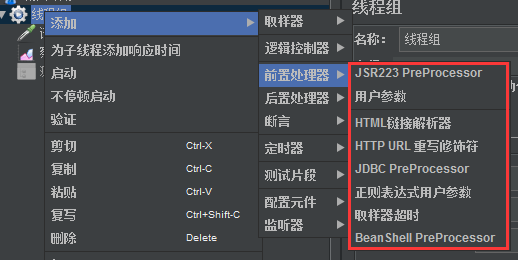 线程组
添加
为子线程添加响应时间
启动
不停顿启动
验证
剪切 Ctrl-X
复制 Ctrl-C
粘贴 Ctrl-V
复写 Ctrl+Shift-C
删除 Delete
取样器
逻辑控制器
前置处理器
后置处理器
断言
定时器
测试片段
配置元件
监听器
线程组
名称： 线程组
JSR223 PreProcessor
用户参数
HTML链接解析器
HTTP URL 重写修饰符
JDBC PreProcessor
正则表达式用户参数
取样器超时
BeanShell PreProcessor